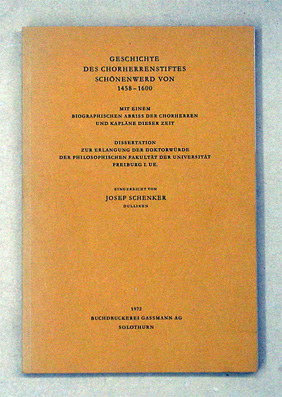 GESCHICHTE
DES CHORHERRENSTIFTES
SCHÖNENWERD VON
1458–1600
MIT EINEM
BIOGRAPHISCHEN ABRISS DER CHORHERREN
UND KAPLÄNE DIESER ZEIT
DISSERTATION
ZUR ERLANGUNG DER DOKTORWÜRDE
DER PHILOSOPHISCHEN FAKULTÄT DER UNIVERSITÄT
FREIBURG I. UE.
EINGEREICHT VON
JOSEF SCHENKER
DULLIKEN
1972
BUCHDRUCKEREI GASSMANN AG
SOLOTHURN